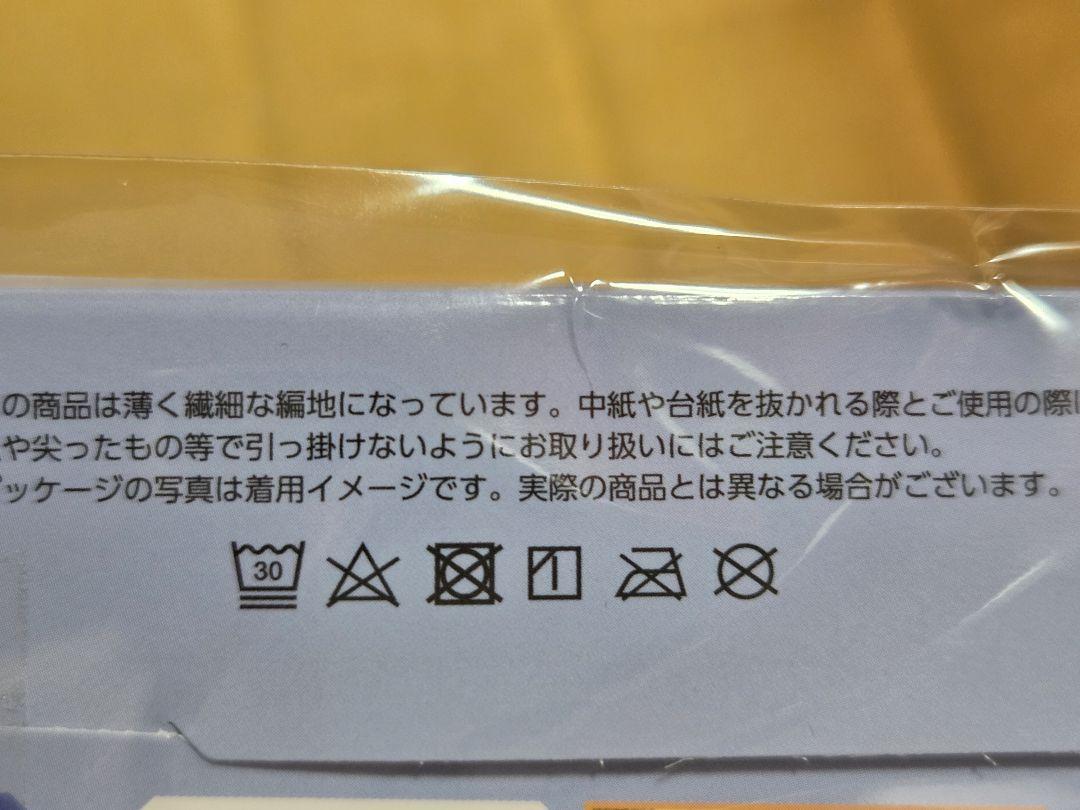 の商品は薄く繊細な編地になっています。中紙や台紙を抜かれる際とご使用の際に
や尖ったもの等で引っ掛けないようにお取り扱いにはご注意ください。
ッケージの写真は着用イメージです。実際の商品とは異なる場合がございます。
30